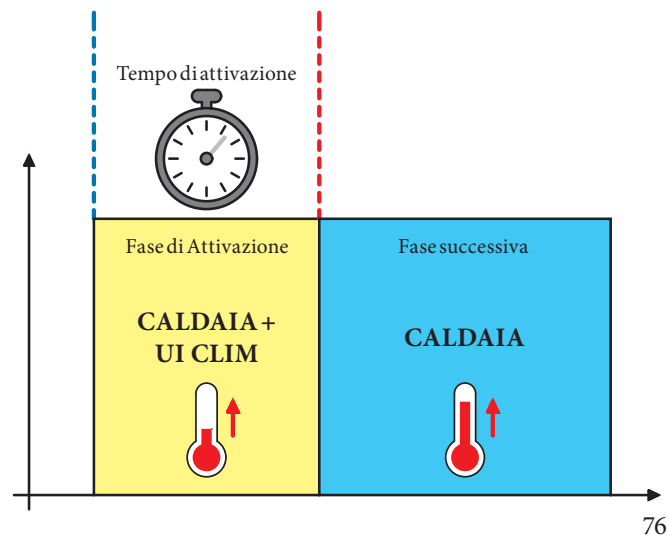 Tempo di attivazione
Fase di Attivazione
Fase successiva
CALDAIA +
UI CLIM
CALDAIA
76